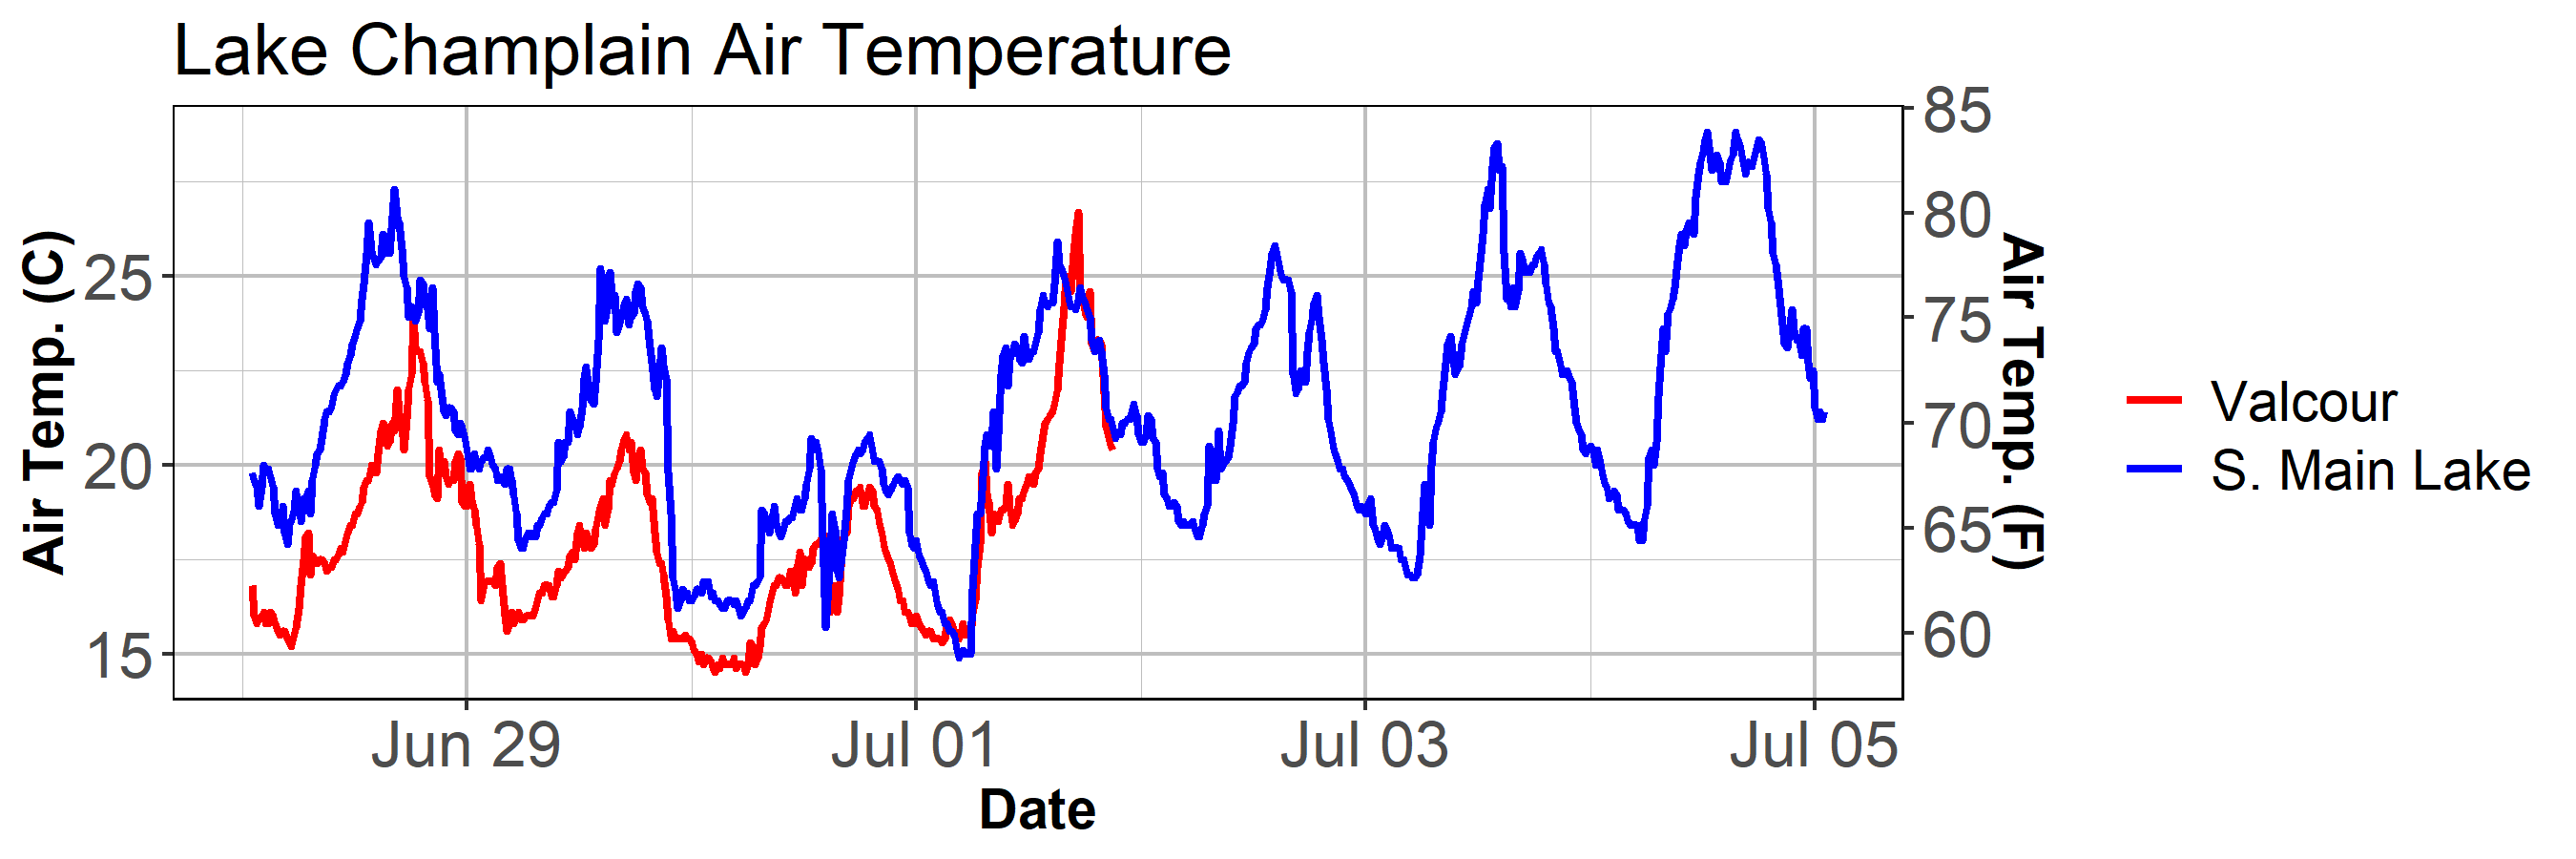 Lake Champlain Air Temperature
Air Temp. (C)
25
20
15
85
80
75
70
65
60
Air Temp. (F)
Jun 29
Jul 01
Jul 03
Jul 05
Date
Valcour
S. Main Lake